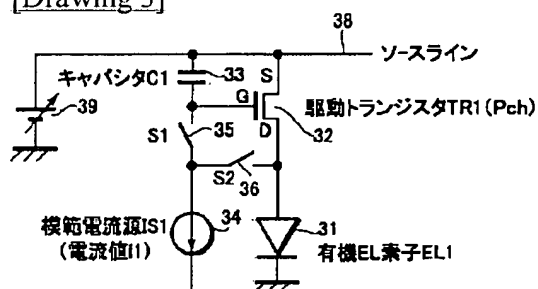 [Drawing 3]
38
ソースライン
キャパシタC1
33
S
G
D
39
駆動トランジスタTR1(Pch)
32
S1
35
S2
36
模範電流源IS1
(電流値I1)
34
31
有機EL素子EL1